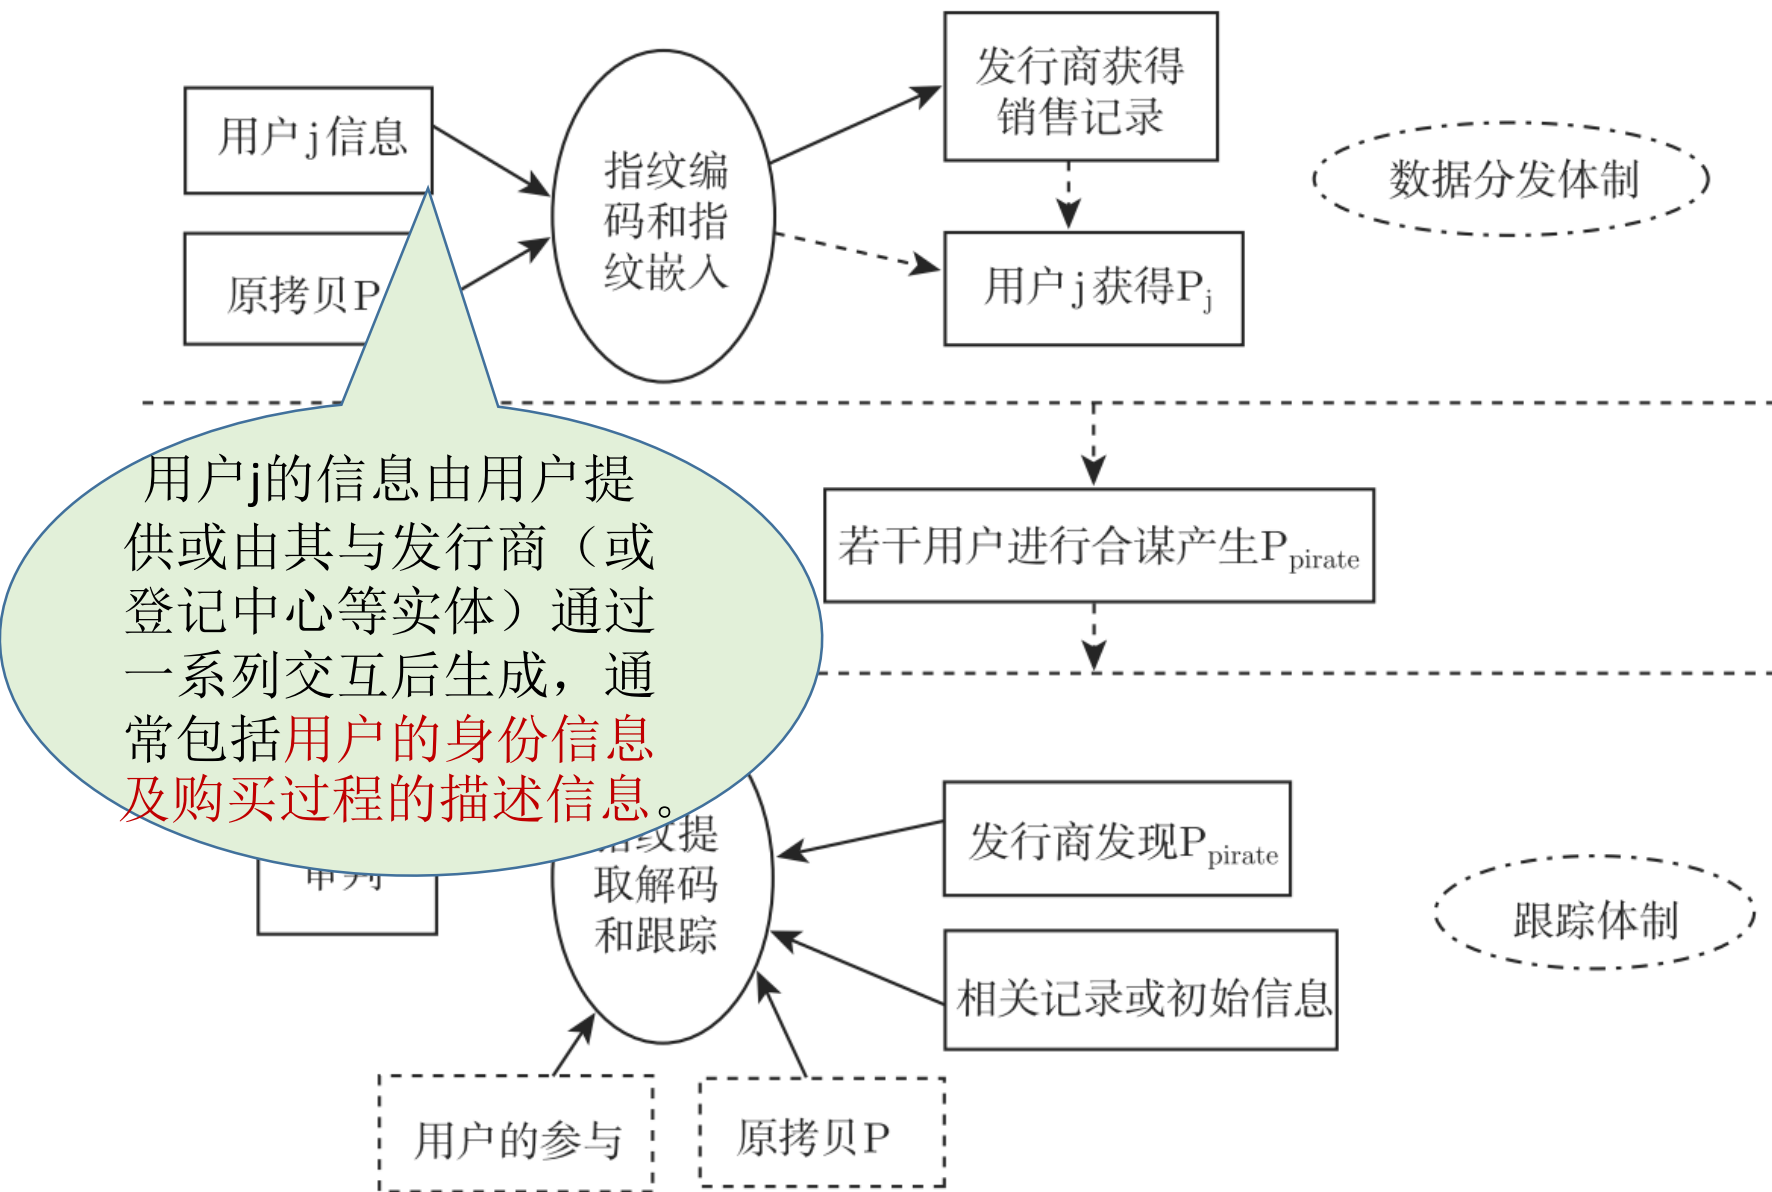 用户j信息
原拷贝P
指纹编
码和指
纹嵌入
发行商获得
销售记录
用户j获得Pj
数据分发体制
若干用户进行合谋产生Ppirate
用户j的信息由用户提
供或由其与发行商（或
登记中心等实体）通过
一系列交互后生成，通
常包括用户的身份信息
及购买过程的描述信息。
纹提
取解码
和跟踪
发行商发现Ppirate
相关记录或初始信息
跟踪体制
用户的参与
原拷贝P